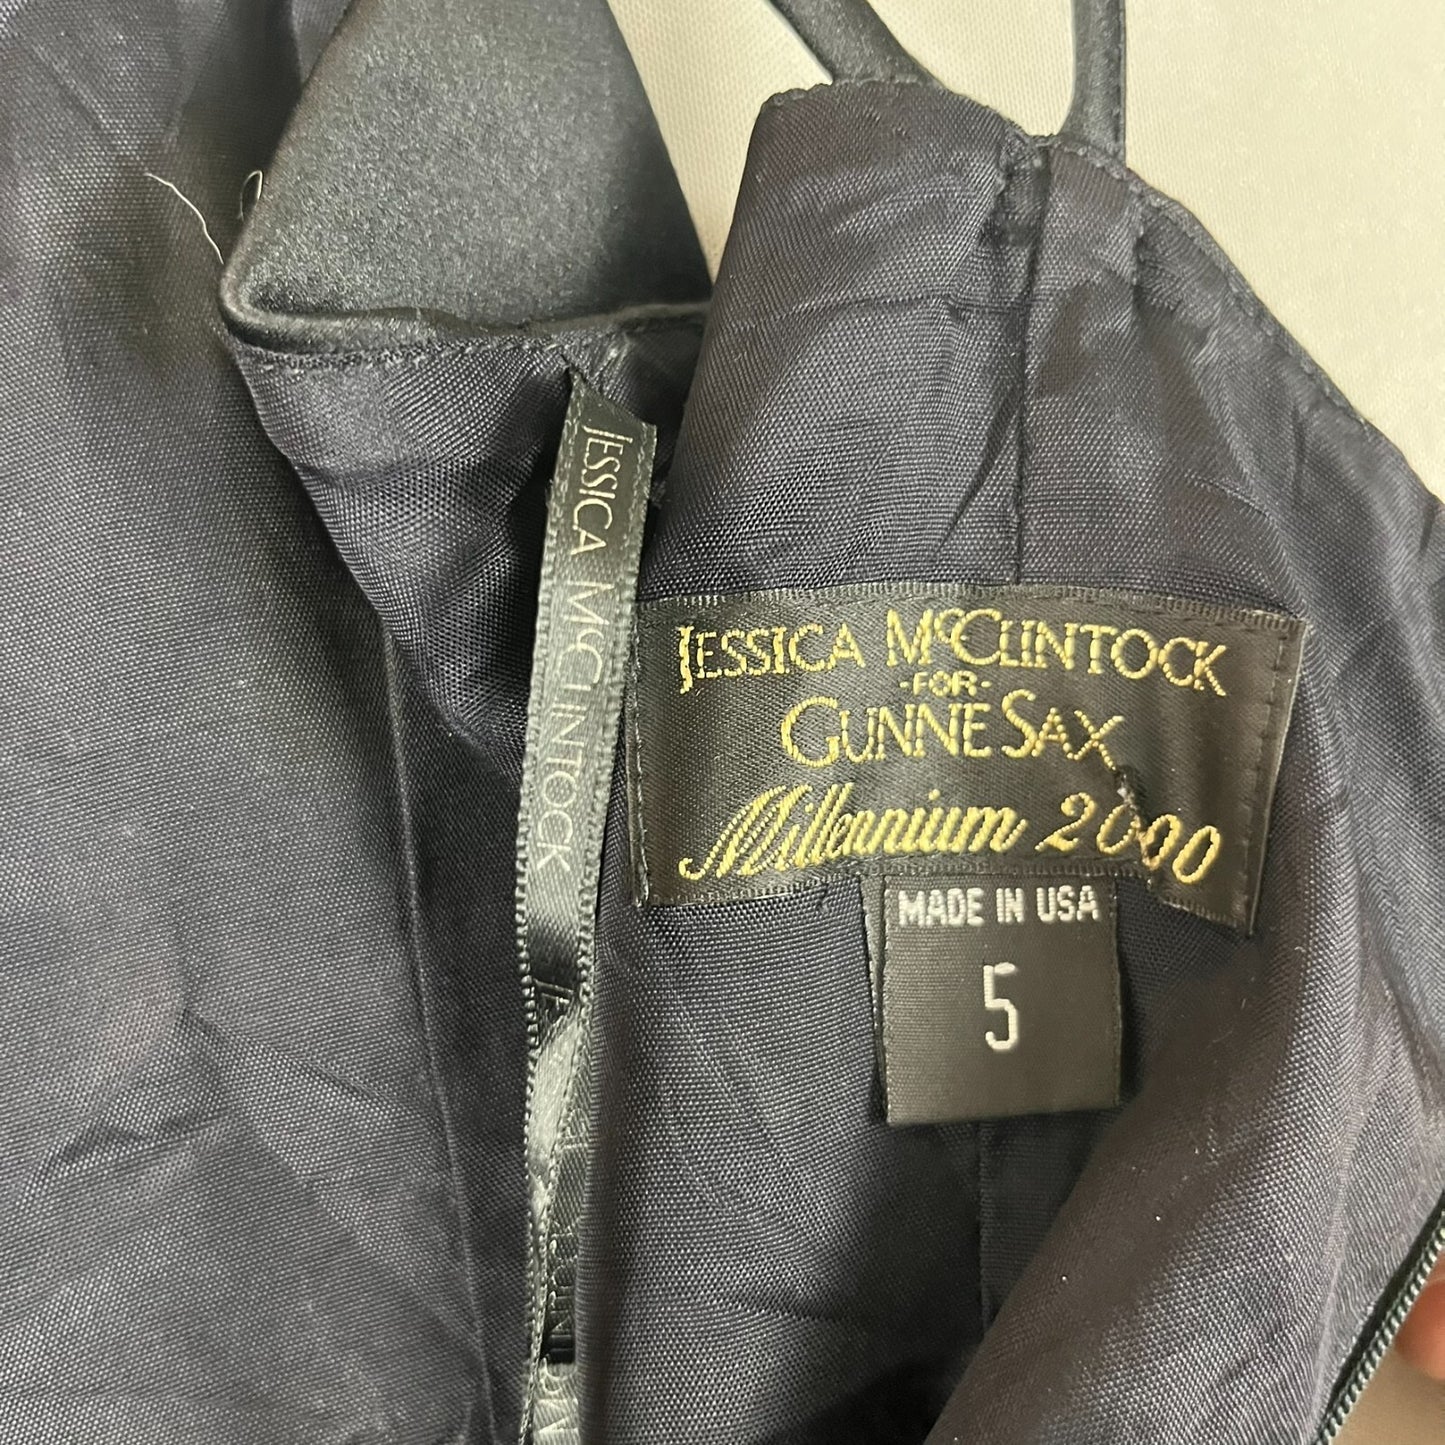 JESSICA MCCLINTOCK
JESSICA MCCLINTOCK
-FOR-
GUNNE SAX
Millennium 2000
MADE IN USA
5